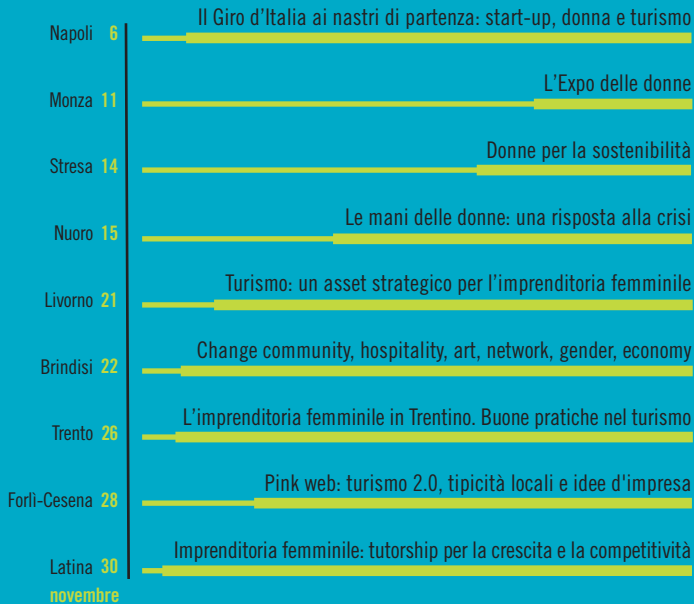 Il Giro d'Italia ai nastri di partenza: start-up, donna e turismo
Napoli 6
L'Expo delle donne
Monza 11
Donne per la sostenibilità
Stresa 14
Le mani delle donne: una risposta alla crisi
Nuoro 15
Turismo: un asset strategico per l'imprenditoria femminile
Livorno 21
Change community, hospitality, art, network, gender, economy
Brindisi 22
L'imprenditoria femminile in Trentino. Buone pratiche nel turismo
Trento 26
Pink web: turismo 2.0, tipicità locali e idee d'impresa
Forlì-Cesena 28
Imprenditoria femminile: tutorship per la crescita e la competitività
Latina 30
novembre